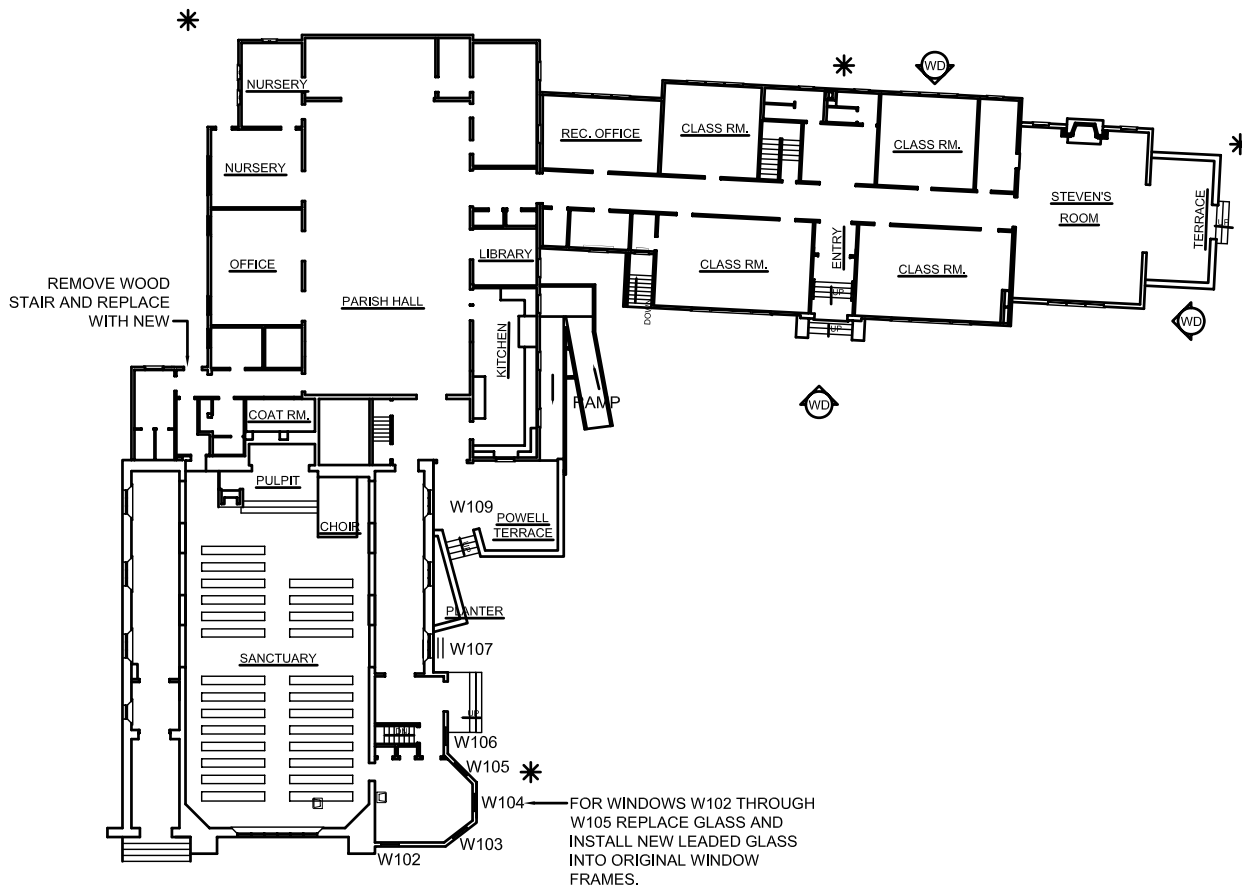 NURSERY
NURSERY
OFFICE
PARISH HALL
LIBRARY
KITCHEN
REC. OFFICE
CLASS RM.
CLASS RM.
CLASS RM.
CLASS RM.
ENTRY
UP
UP
DOWN
STEVEN'S
ROOM
TERRACE
UP
WD
WD
WD
REMOVE WOOD
STAIR AND REPLACE
WITH NEW
RAMP
COAT RM.
PULPIT
CHOIR
W109
POWELL
TERRACE
PLANTER
W107
SANCTUARY
UP
DN
W106
W105
W104
W103
W102
FOR WINDOWS W102 THROUGH
W105 REPLACE GLASS AND
INSTALL NEW LEADED GLASS
INTO ORIGINAL WINDOW
FRAMES.